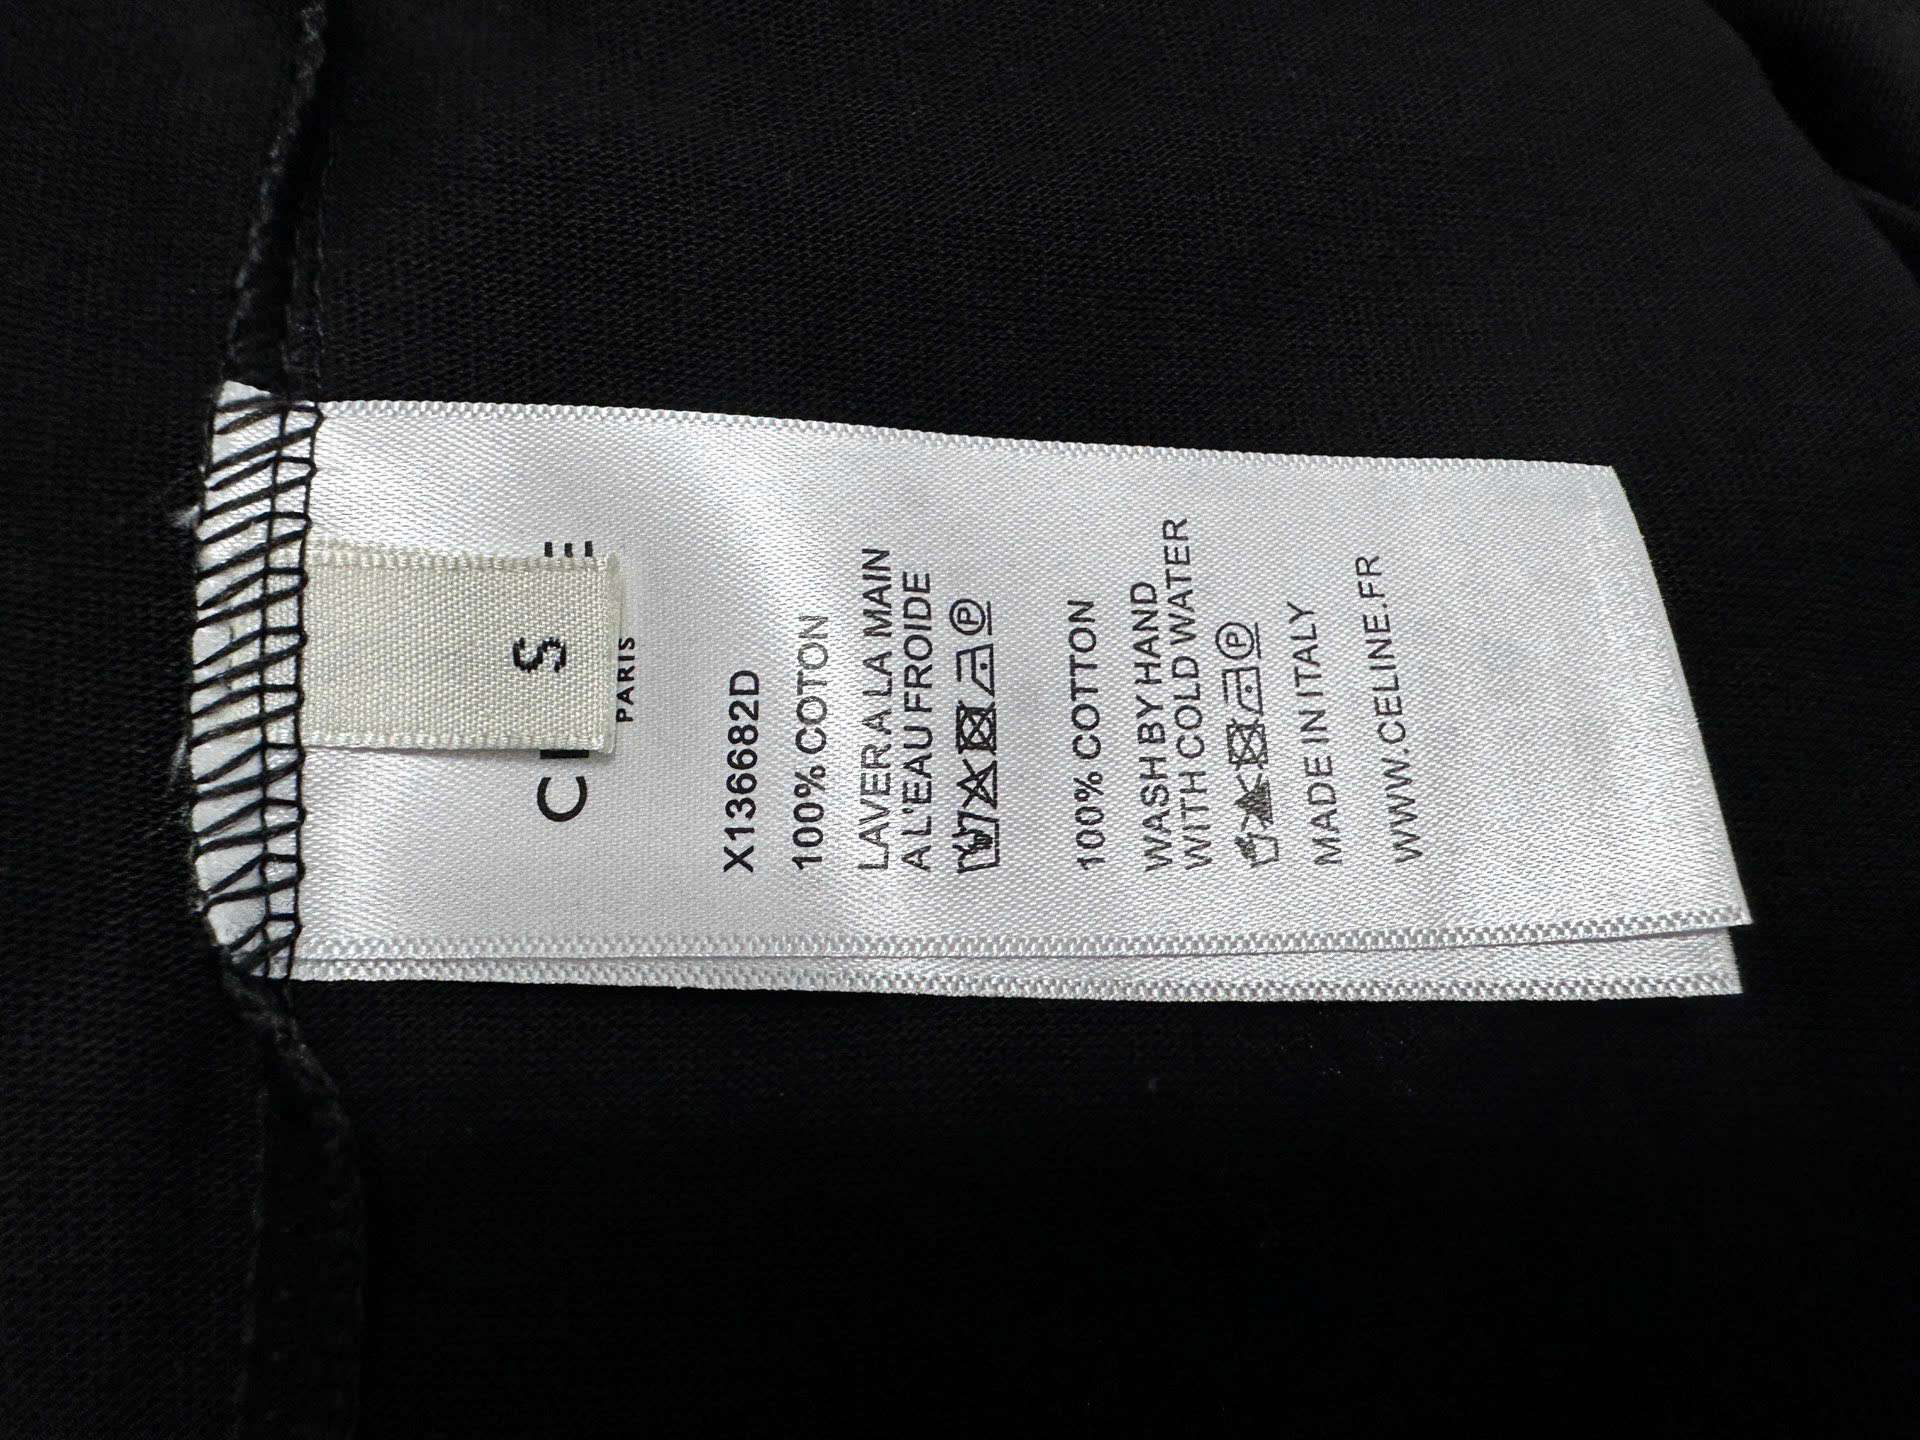 S
PARIS
X136682D
100% COTON
LAVER A LA MAIN
A L'EAU FROIDE
P
100% COTTON
WASH BY HAND
WITH COLD WATER
P
MADE IN ITALY
WWW.CELINE.FR